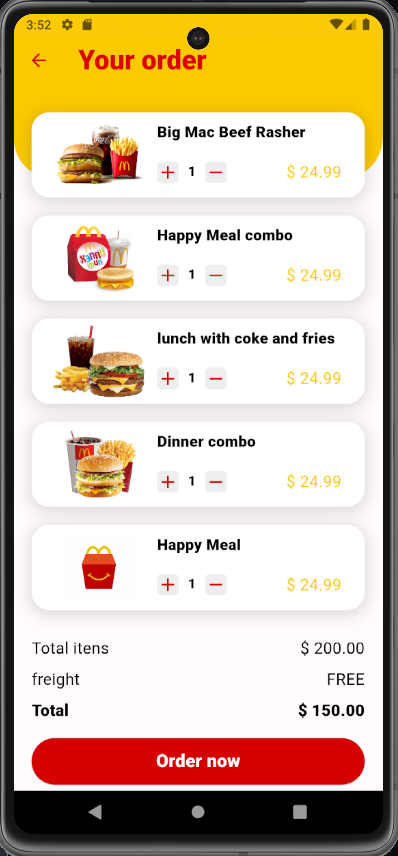 3:52
Your order
Big Mac Beef Rasher
1
$ 24.99
Happy Meal combo
1
$ 24.99
lunch with coke and fries
1
$ 24.99
Dinner combo
1
$ 24.99
Happy Meal
1
$ 24.99
Total itens $ 200.00
freight FREE
Total $ 150.00
Order now